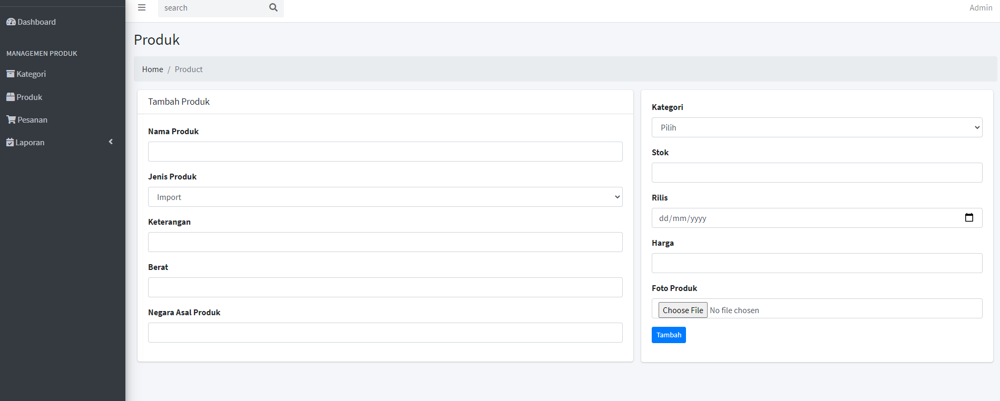 Dashboard
MANAGEMEN PRODUK
Kategori
Produk
Pesanan
Laporan
search
Admin
Produk
Home / Product
Tambah Produk
Nama Produk
Jenis Produk
Import
Keterangan
Berat
Negara Asal Produk
Kategori
Pilih
Stok
Rilis
dd/mm/yyyy
Harga
Foto Produk
Choose File No file chosen
Tambah